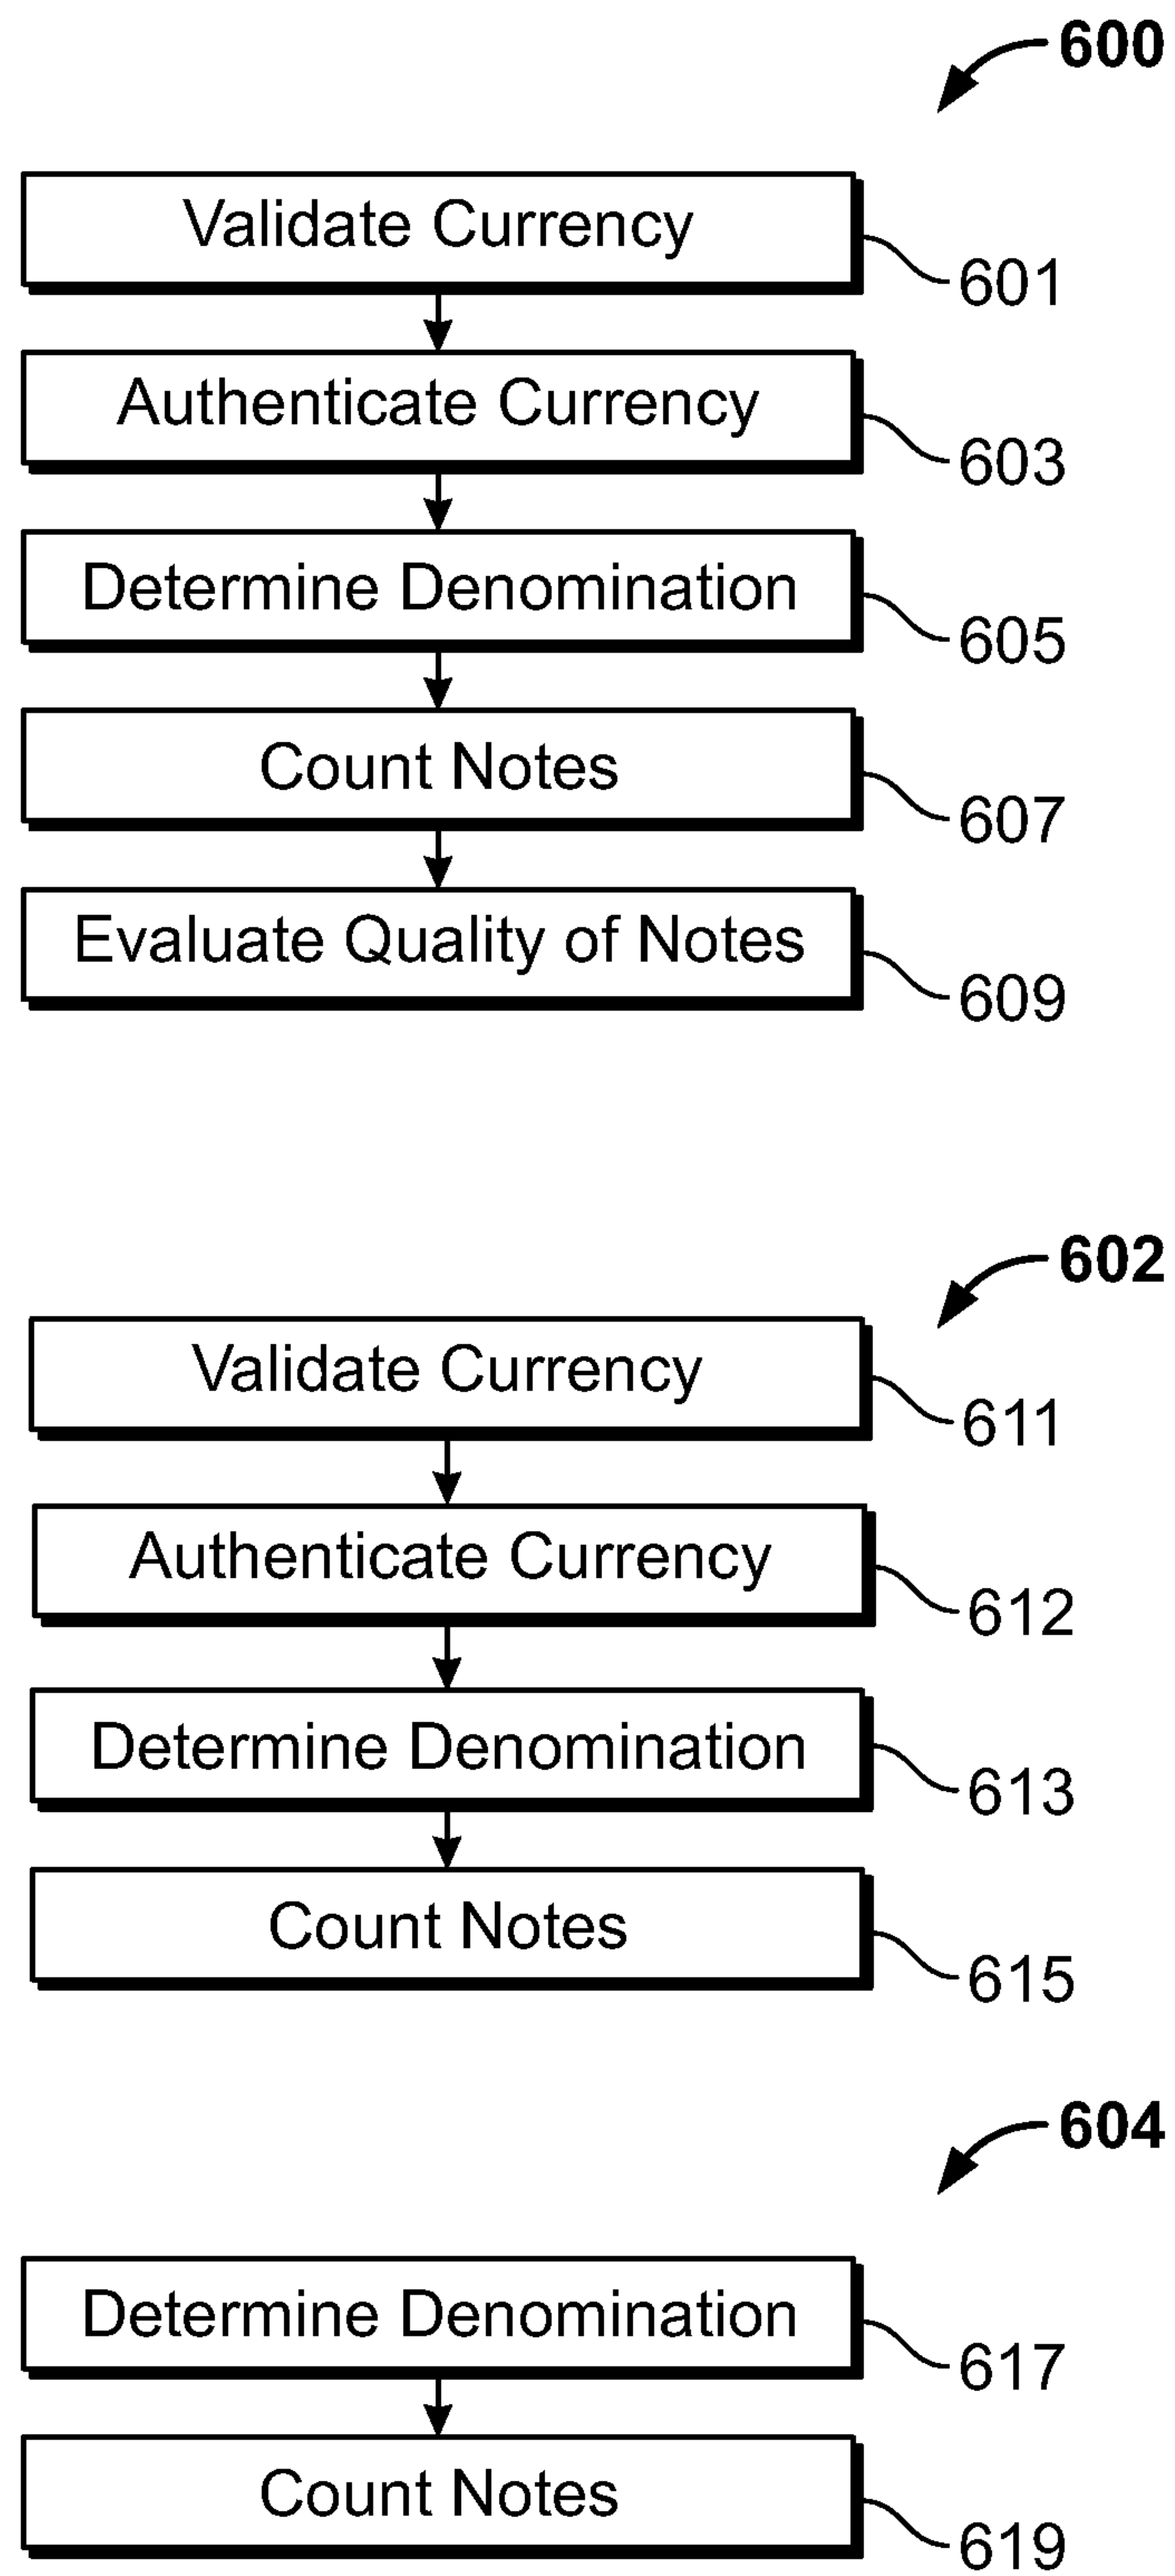 600
Validate Currency
601
Authenticate Currency
603
Determine Denomination
605
Count Notes
607
Evaluate Quality of Notes
609
602
Validate Currency
611
Authenticate Currency
612
Determine Denomination
613
Count Notes
615
604
Determine Denomination
617
Count Notes
619